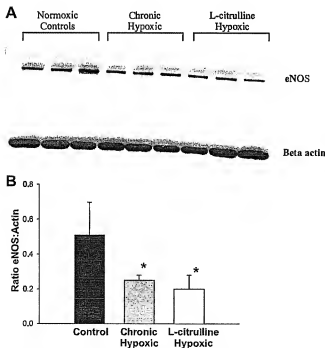 A
Normoxic Controls
Chronic Hypoxic
L-citrulline Hypoxic
eNOS
Beta actin
B
Ratio eNOS:Actin
0.8
0.6
0.4
0.2
0.0
*
*
Control
Chronic Hypoxic
L-citrulline Hypoxic